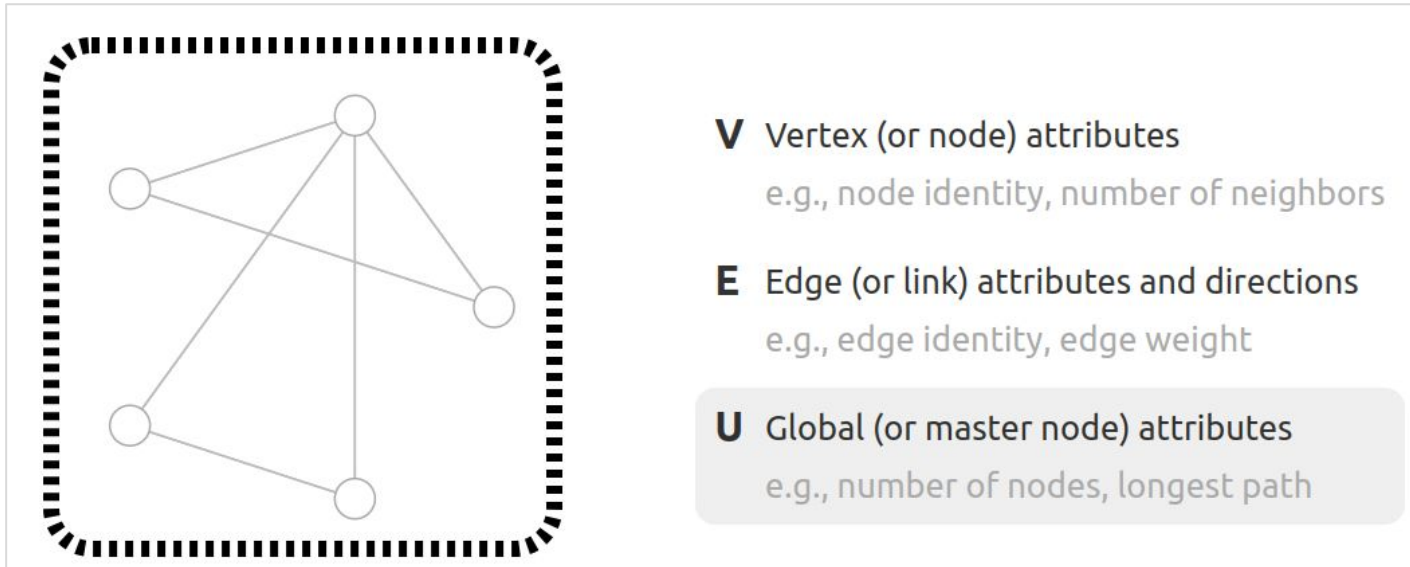 V Vertex (or node) attributes
e.g., node identity, number of neighbors
E Edge (or link) attributes and directions
e.g., edge identity, edge weight
U Global (or master node) attributes
e.g., number of nodes, longest path